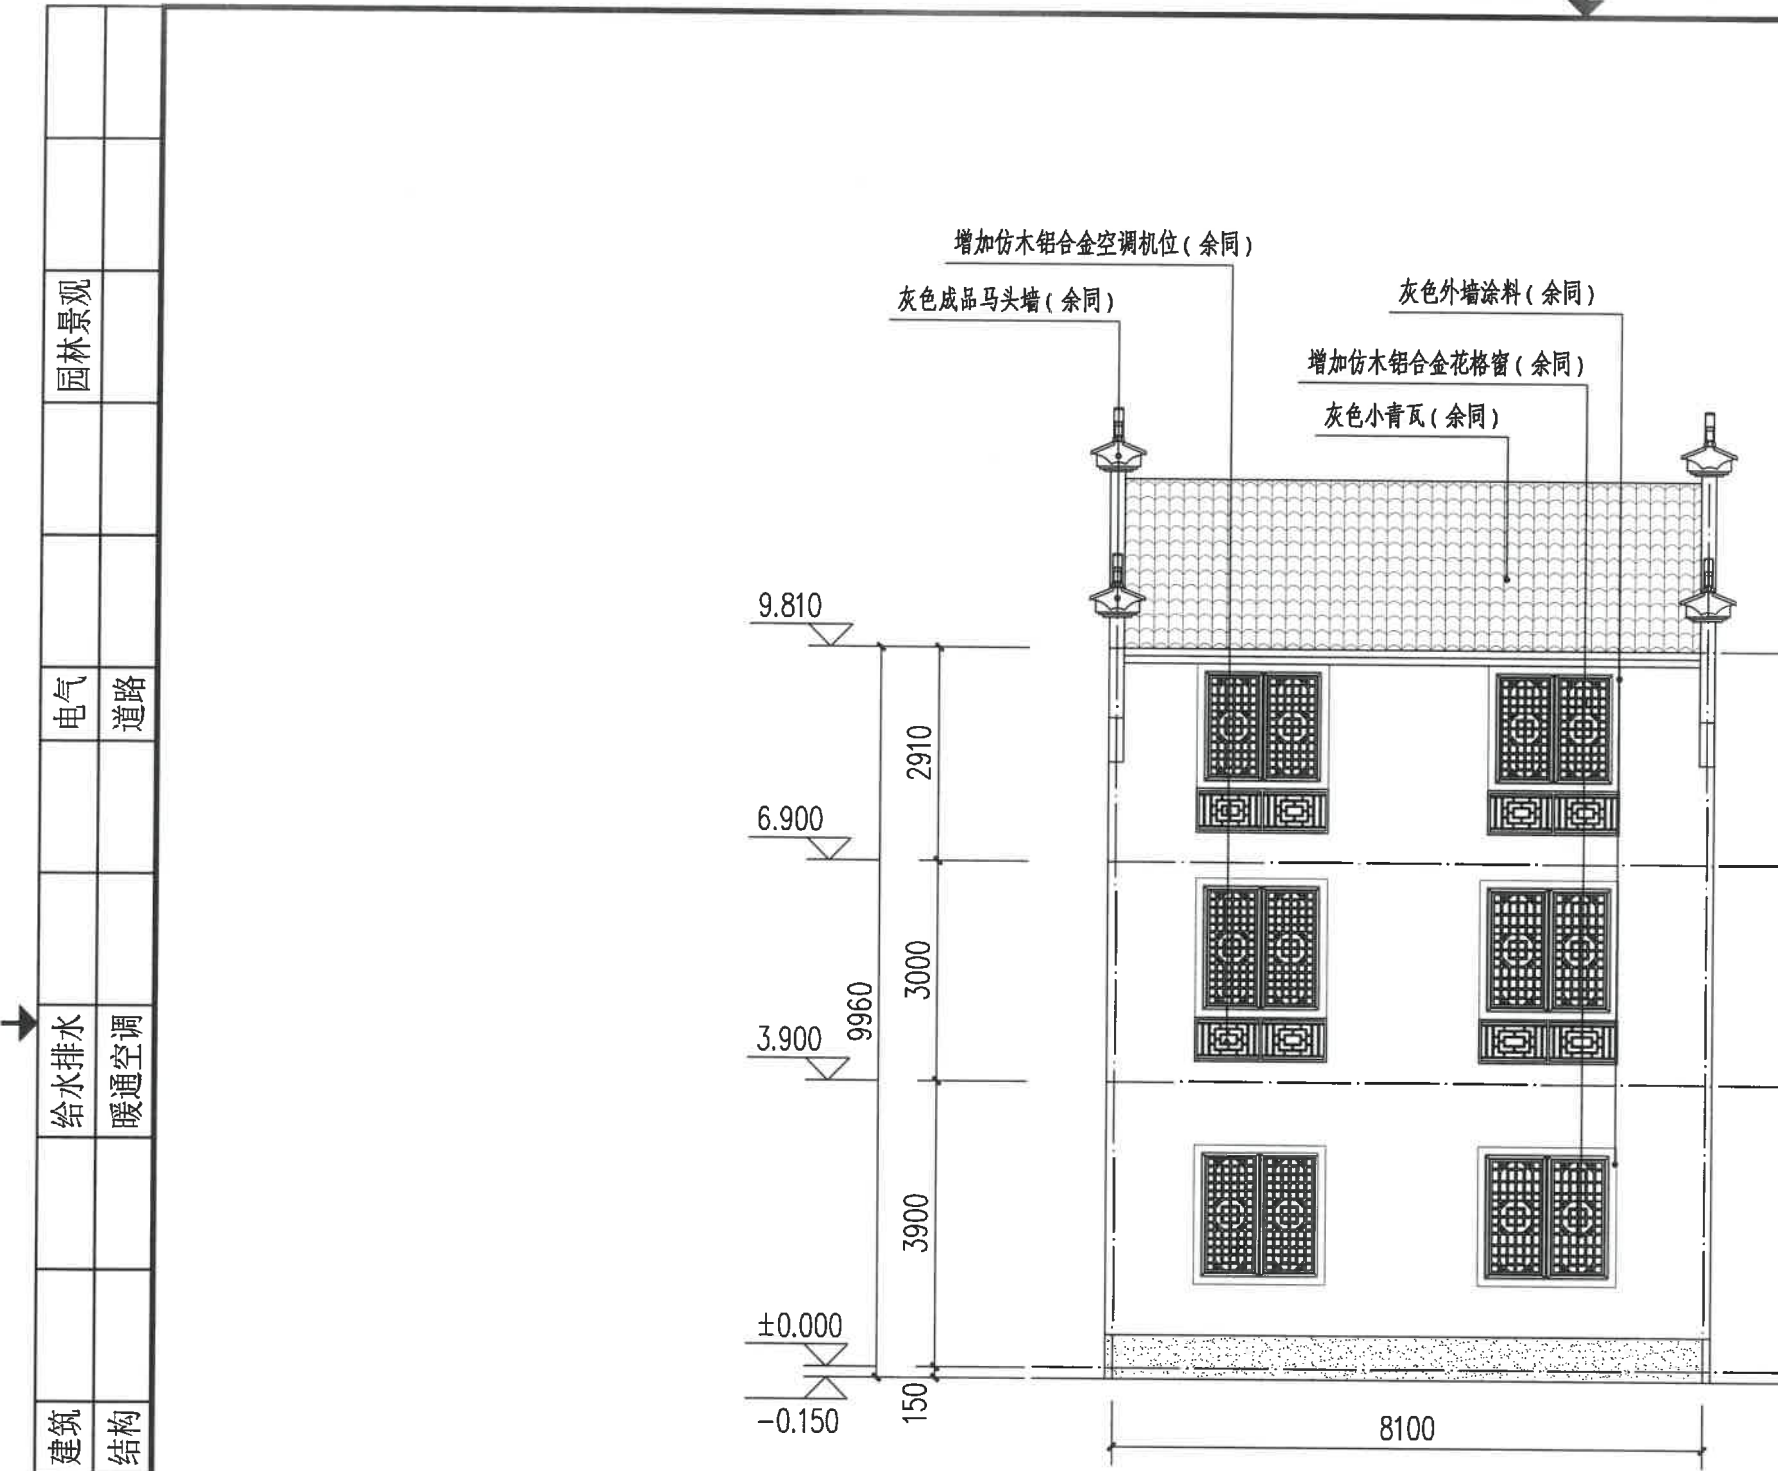 增加仿木铝合金空调机位(余同)
灰色成品马头墙(余同)
灰色外墙涂料(余同)
增加仿木铝合金花格窗(余同)
灰色小青瓦(余同)
园林景观
电气
道路
给水排水
暖通空调
建筑
结构
9.810
6.900
3.900
±0.000
-0.150
2910
3000
9960
3900
150
8100